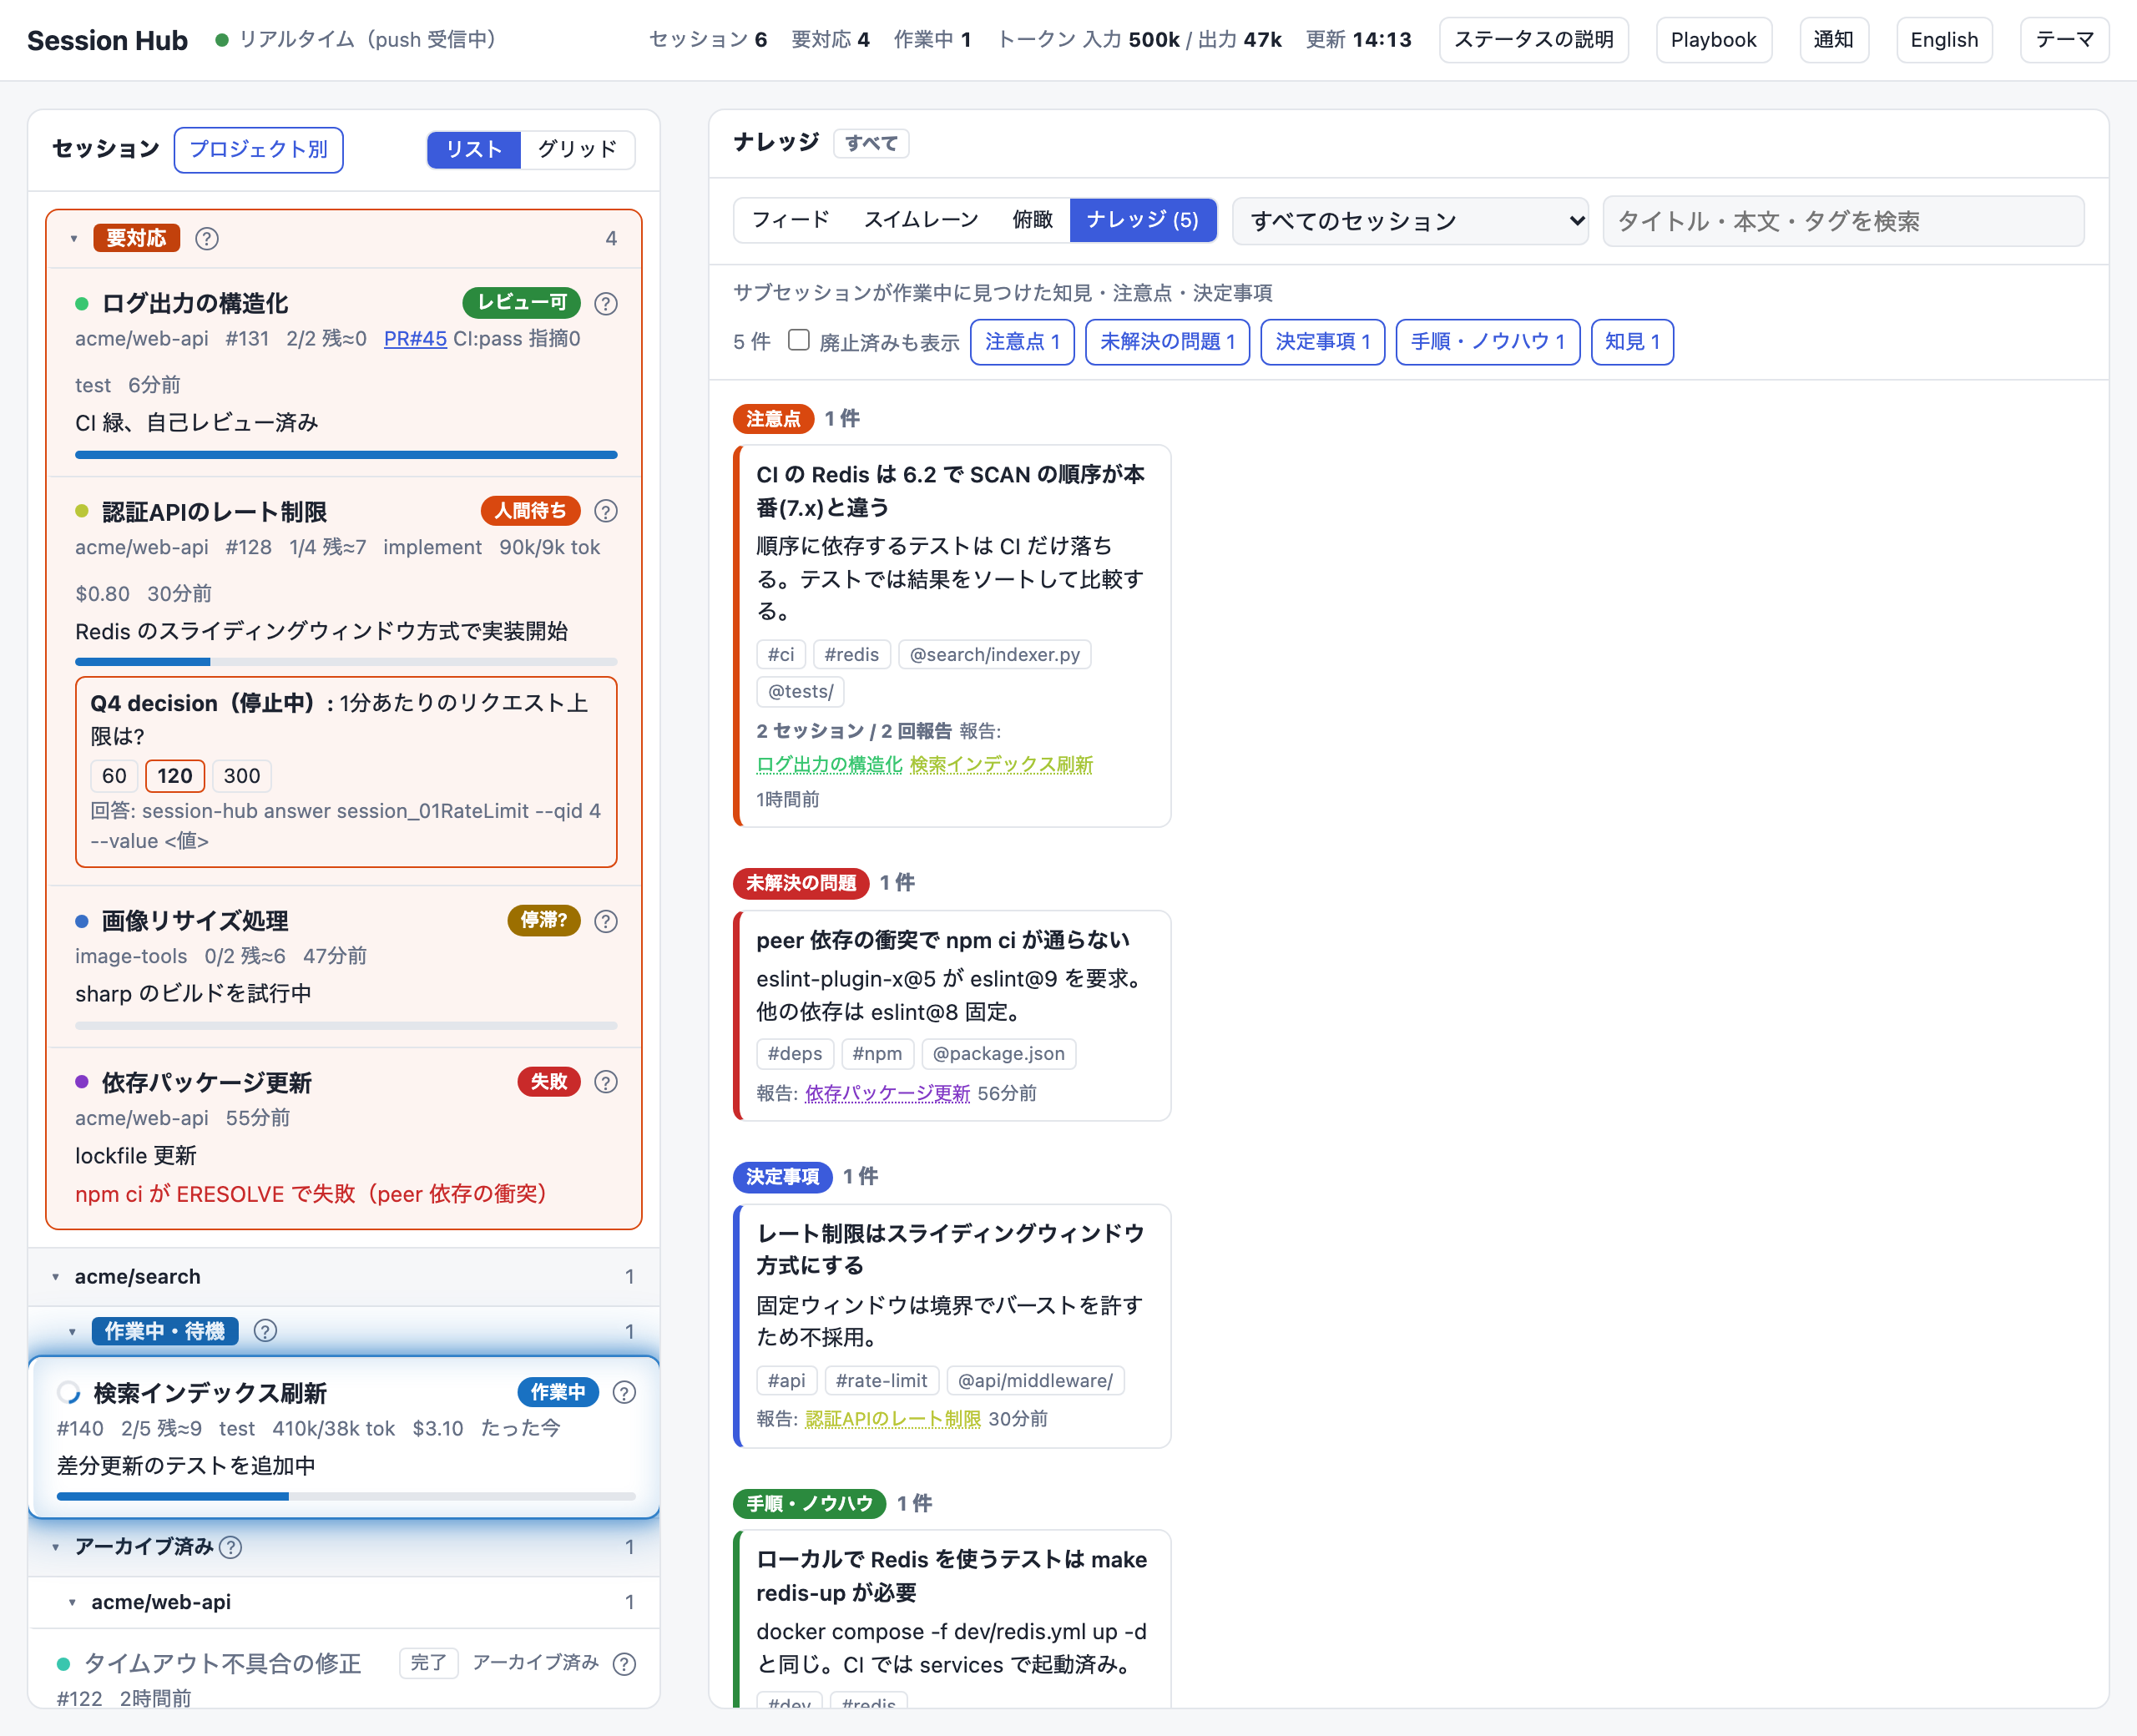 Session Hub
リアルタイム（push 受信中）
セッション 6 要対応 4 作業中 1 トークン 入力 500k / 出力 47k 更新 14:13
ステータスの説明
Playbook
通知
English
テーマ
セッション
プロジェクト別
リスト
グリッド
▾ 要対応 ? 4
ログ出力の構造化 レビュー可 ?
acme/web-api #131 2/2 残≈0 PR#45 CI:pass 指摘0
test 6分前
CI 緑、自己レビュー済み
認証APIのレート制限 人間待ち ?
acme/web-api #128 1/4 残≈7 implement 90k/9k tok
$0.80 30分前
Redis のスライディングウィンドウ方式で実装開始
Q4 decision（停止中）: 1分あたりのリクエスト上
限は?
60 120 300
回答: session-hub answer session_01RateLimit --qid 4
--value <値>
画像リサイズ処理 停滞? ?
image-tools 0/2 残≈6 47分前
sharp のビルドを試行中
依存パッケージ更新 失敗 ?
acme/web-api 55分前
lockfile 更新
npm ci が ERESOLVE で失敗（peer 依存の衝突）
▾ acme/search 1
▾ 作業中・待機 ? 1
検索インデックス刷新 作業中 ?
#140 2/5 残≈9 test 410k/38k tok $3.10 たった今
差分更新のテストを追加中
▾ アーカイブ済み ? 1
▾ acme/web-api 1
タイムアウト不具合の修正 完了 アーカイブ済み ?
#122 2時間前
ナレッジ すべて
フィード スイムレーン 俯瞰 ナレッジ (5) すべてのセッション タイトル・本文・タグを検索
サブセッションが作業中に見つけた知見・注意点・決定事項
5 件 廃止済みも表示 注意点 1 未解決の問題 1 決定事項 1 手順・ノウハウ 1 知見 1
注意点 1 件
CI の Redis は 6.2 で SCAN の順序が本
番(7.x)と違う
順序に依存するテストは CI だけ落ち
る。テストでは結果をソートして比較す
る。
#ci #redis @search/indexer.py
@tests/
2 セッション / 2 回報告 報告:
ログ出力の構造化 検索インデックス刷新
1時間前
未解決の問題 1 件
peer 依存の衝突で npm ci が通らない
eslint-plugin-x@5 が eslint@9 を要求。
他の依存は eslint@8 固定。
#deps #npm @package.json
報告: 依存パッケージ更新 56分前
決定事項 1 件
レート制限はスライディングウィンドウ
方式にする
固定ウィンドウは境界でバーストを許す
ため不採用。
#api #rate-limit @api/middleware/
報告: 認証APIのレート制限 30分前
手順・ノウハウ 1 件
ローカルで Redis を使うテストは make
redis-up が必要
docker compose -f dev/redis.yml up -d
と同じ。CI では services で起動済み。
#dev #redis